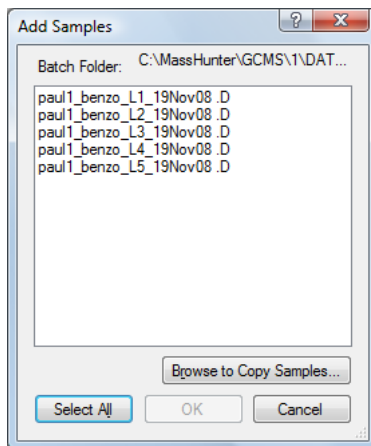 Add Samples
Batch Folder: C:\MassHunter\GCMS\1\DAT...
paul1_benzo_L1_19Nov08 .D
paul1_benzo_L2_19Nov08 .D
paul1_benzo_L3_19Nov08 .D
paul1_benzo_L4_19Nov08 .D
paul1_benzo_L5_19Nov08 .D
Browse to Copy Samples...
Select All OK Cancel